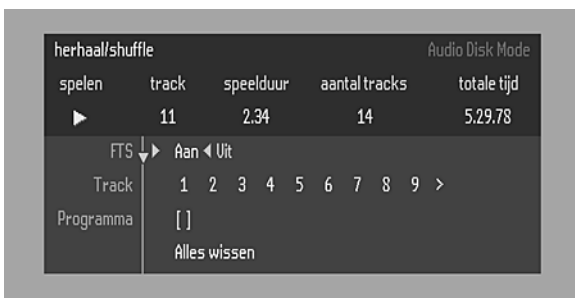 herhaal/shuffle Audio Disk Mode
spelen track speelduur aantal tracks totale tijd
11 2.34 14 5.29.78
FTS Aan Uit
Track 1 2 3 4 5 6 7 8 9 >
Programma [ ]
Alles wissen